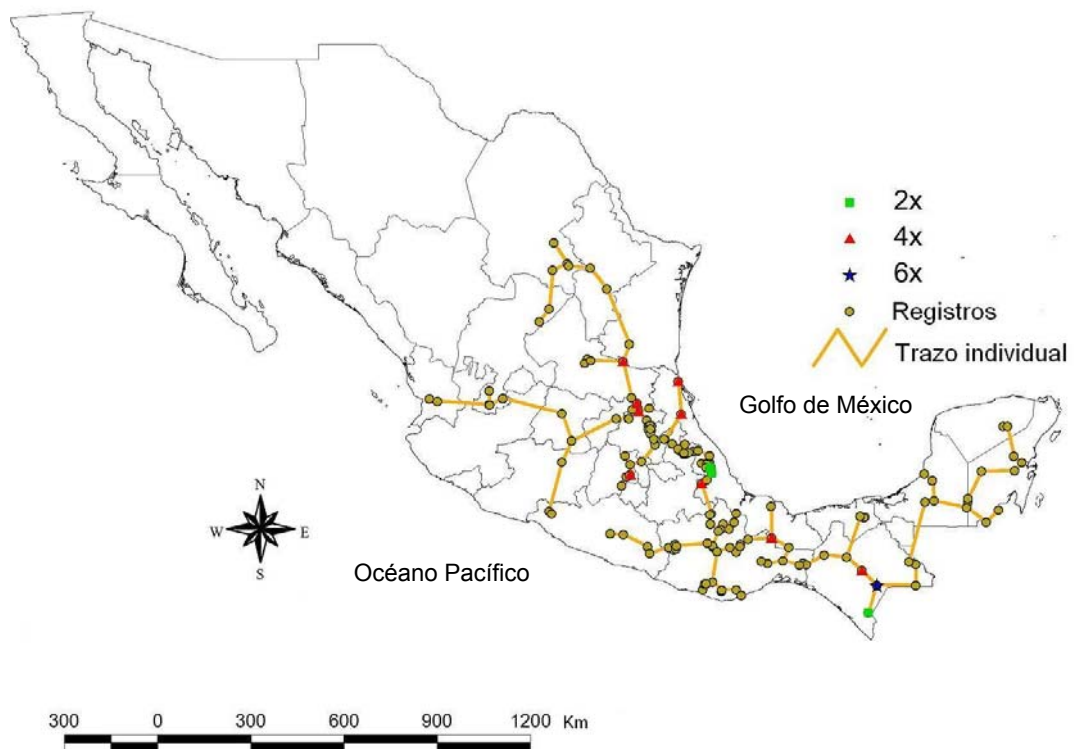 2x
4x
6x
Registros
Trazo individual
Golfo de México
N
W E
S
Océano Pacífico
300 0 300 600 900 1200 Km